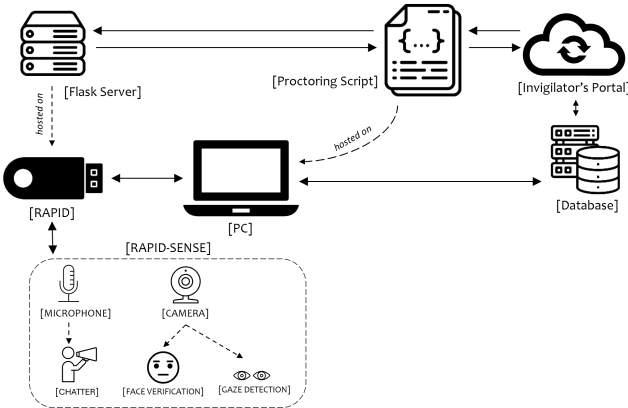 {...}
[Flask Server]
[Proctoring Script]
[Invigilator's Portal]
hosted on
hosted on
[RAPID]
[PC]
[Database]
[RAPID-SENSE]
[MICROPHONE]
[CAMERA]
[CHATTER]
[FACE VERIFICATION]
[GAZE DETECTION]